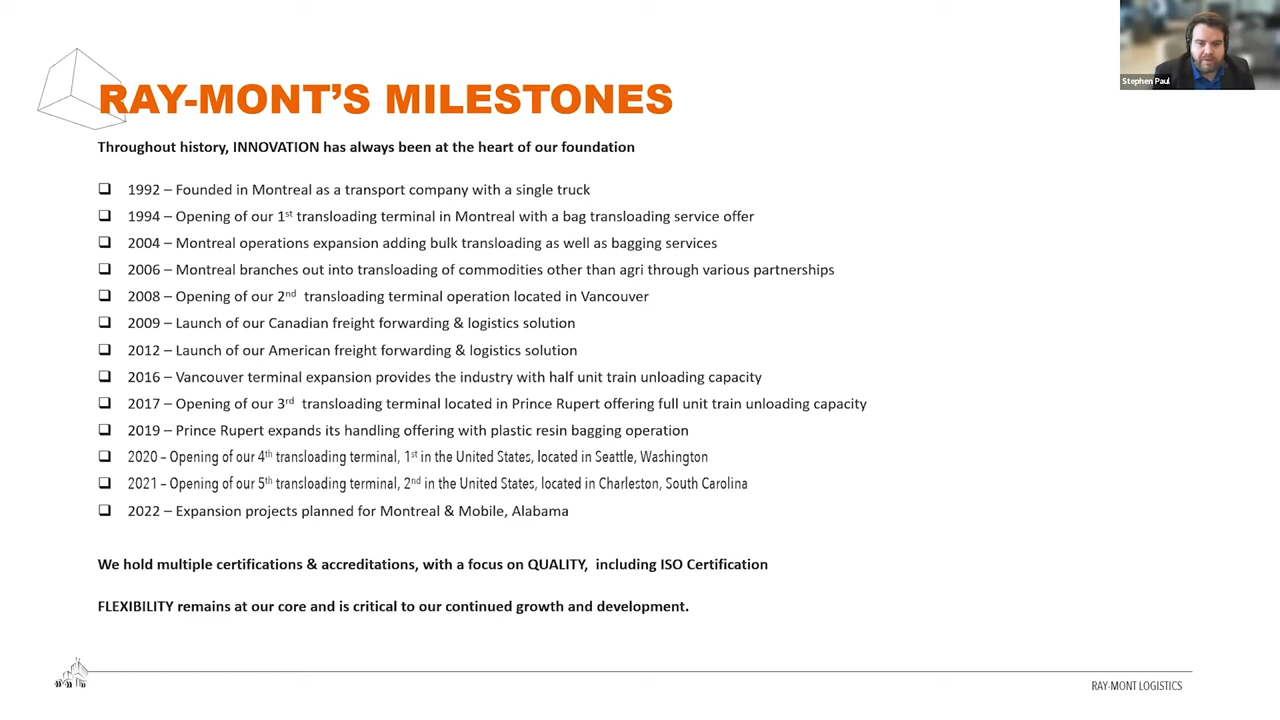 Stephen Paul
RAY-MONT’S MILESTONES
Throughout history, INNOVATION has always been at the heart of our foundation
1992 – Founded in Montreal as a transport company with a single truck
1994 – Opening of our 1st transloading terminal in Montreal with a bag transloading service offer
2004 – Montreal operations expansion adding bulk transloading as well as bagging services
2006 – Montreal branches out into transloading of commodities other than agri through various partnerships
2008 – Opening of our 2nd transloading terminal operation located in Vancouver
2009 – Launch of our Canadian freight forwarding & logistics solution
2012 – Launch of our American freight forwarding & logistics solution
2016 – Vancouver terminal expansion provides the industry with half unit train unloading capacity
2017 – Opening of our 3rd transloading terminal located in Prince Rupert offering full unit train unloading capacity
2019 – Prince Rupert expands its handling offering with plastic resin bagging operation
2020 – Opening of our 4th transloading terminal, 1st in the United States, located in Seattle, Washington
2021 – Opening of our 5th transloading terminal, 2nd in the United States, located in Charleston, South Carolina
2022 – Expansion projects planned for Montreal & Mobile, Alabama
We hold multiple certifications & accreditations, with a focus on QUALITY, including ISO Certification
FLEXIBILITY remains at our core and is critical to our continued growth and development.
RAY-MONT LOGISTICS